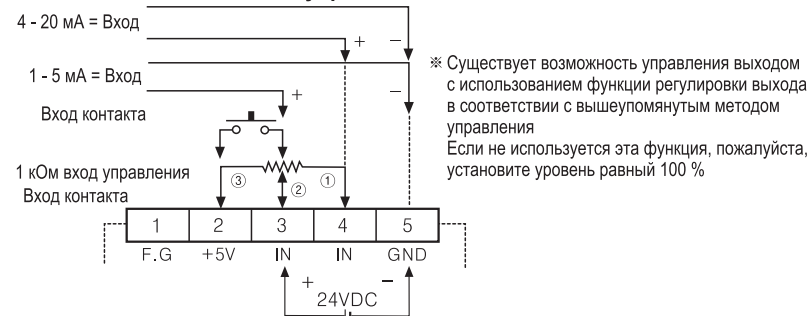 4 - 20 мА = Вход
+
−
1 - 5 мА = Вход
+
−
Вход контакта
1 кОм вход управления
Вход контакта
③
②
①
1 2 3 4 5
F.G +5V IN IN GND
+
−
24VDC
※ Существует возможность управления выходом
с использованием функции регулировки выхода
в соответствии с вышеупомянутым методом
управления
Если не используется эта функция, пожалуйста,
установите уровень равный 100 %